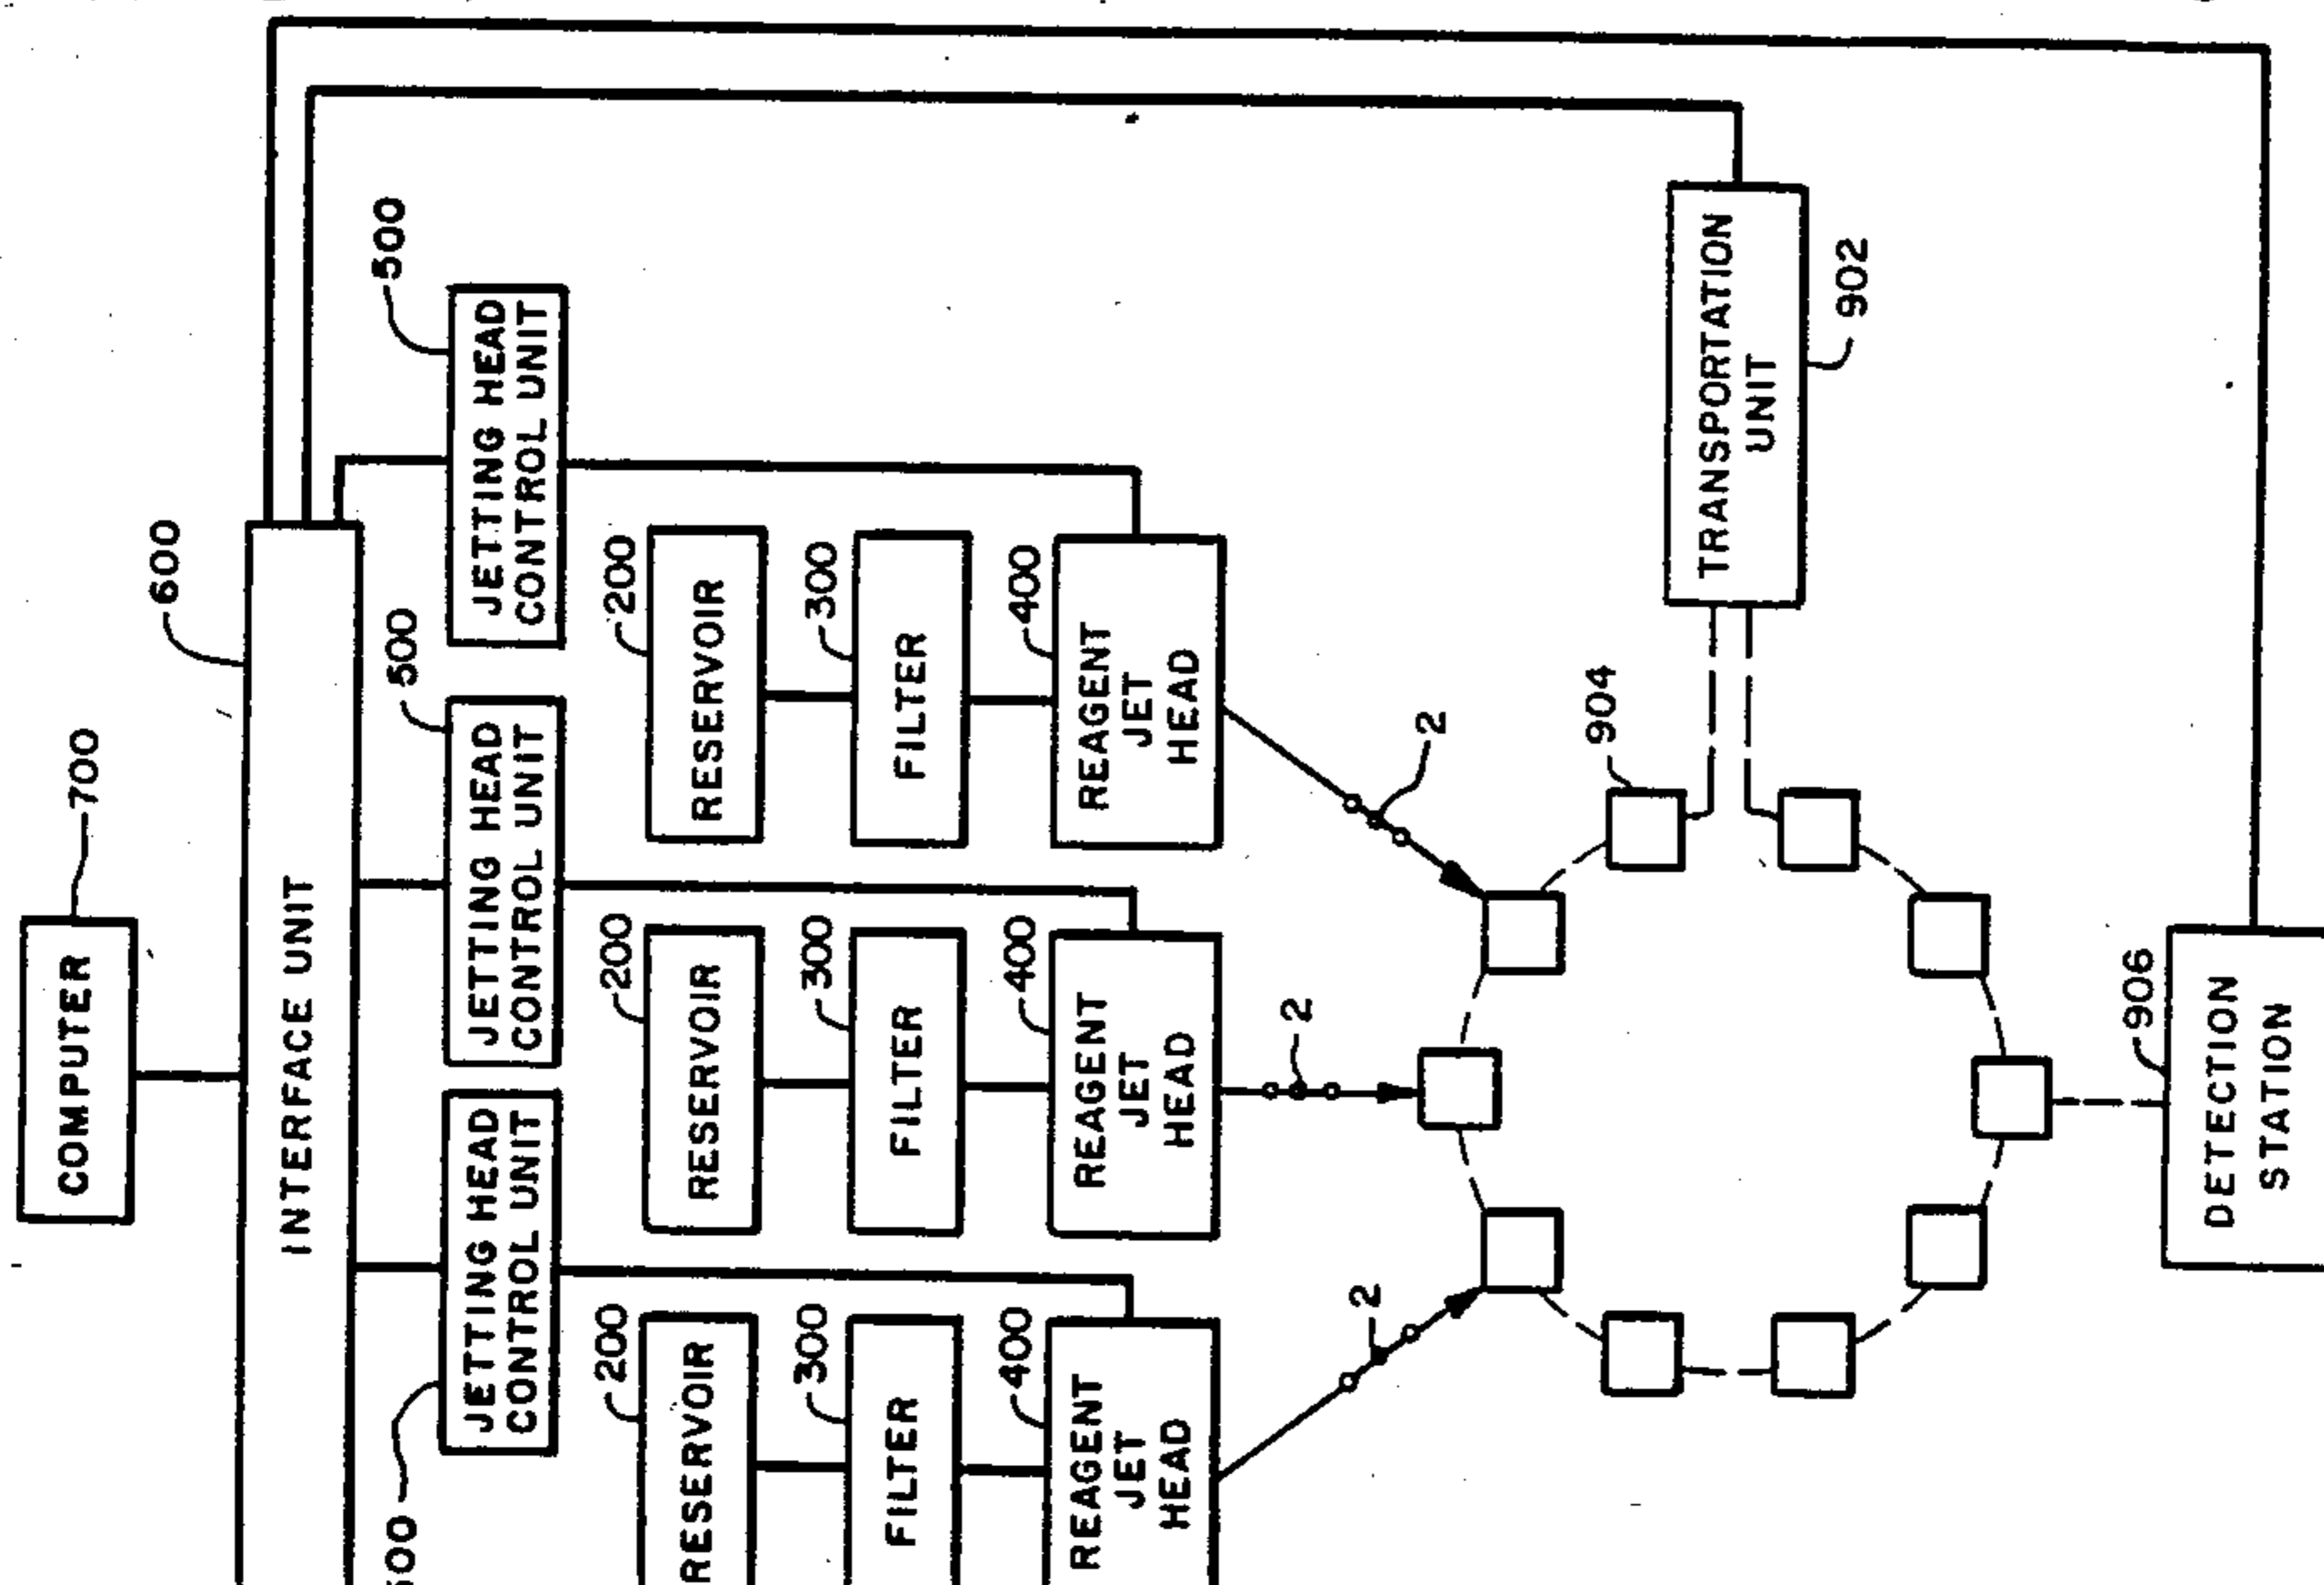 700
COMPUTER
600
INTERFACE UNIT
500
500
JETTING HEAD
CONTROL UNIT
JETTING HEAD
CONTROL UNIT
JETTING HEAD
CONTROL UNIT
200
200
200
RESERVOIR
RESERVOIR
RESERVOIR
300
300
300
FILTER
FILTER
FILTER
400
400
400
REAGENT
JET
HEAD
REAGENT
JET
HEAD
REAGENT
JET
HEAD
2
2
2
904
TRANSPORTATION
UNIT
902
906
DETECTION
STATION